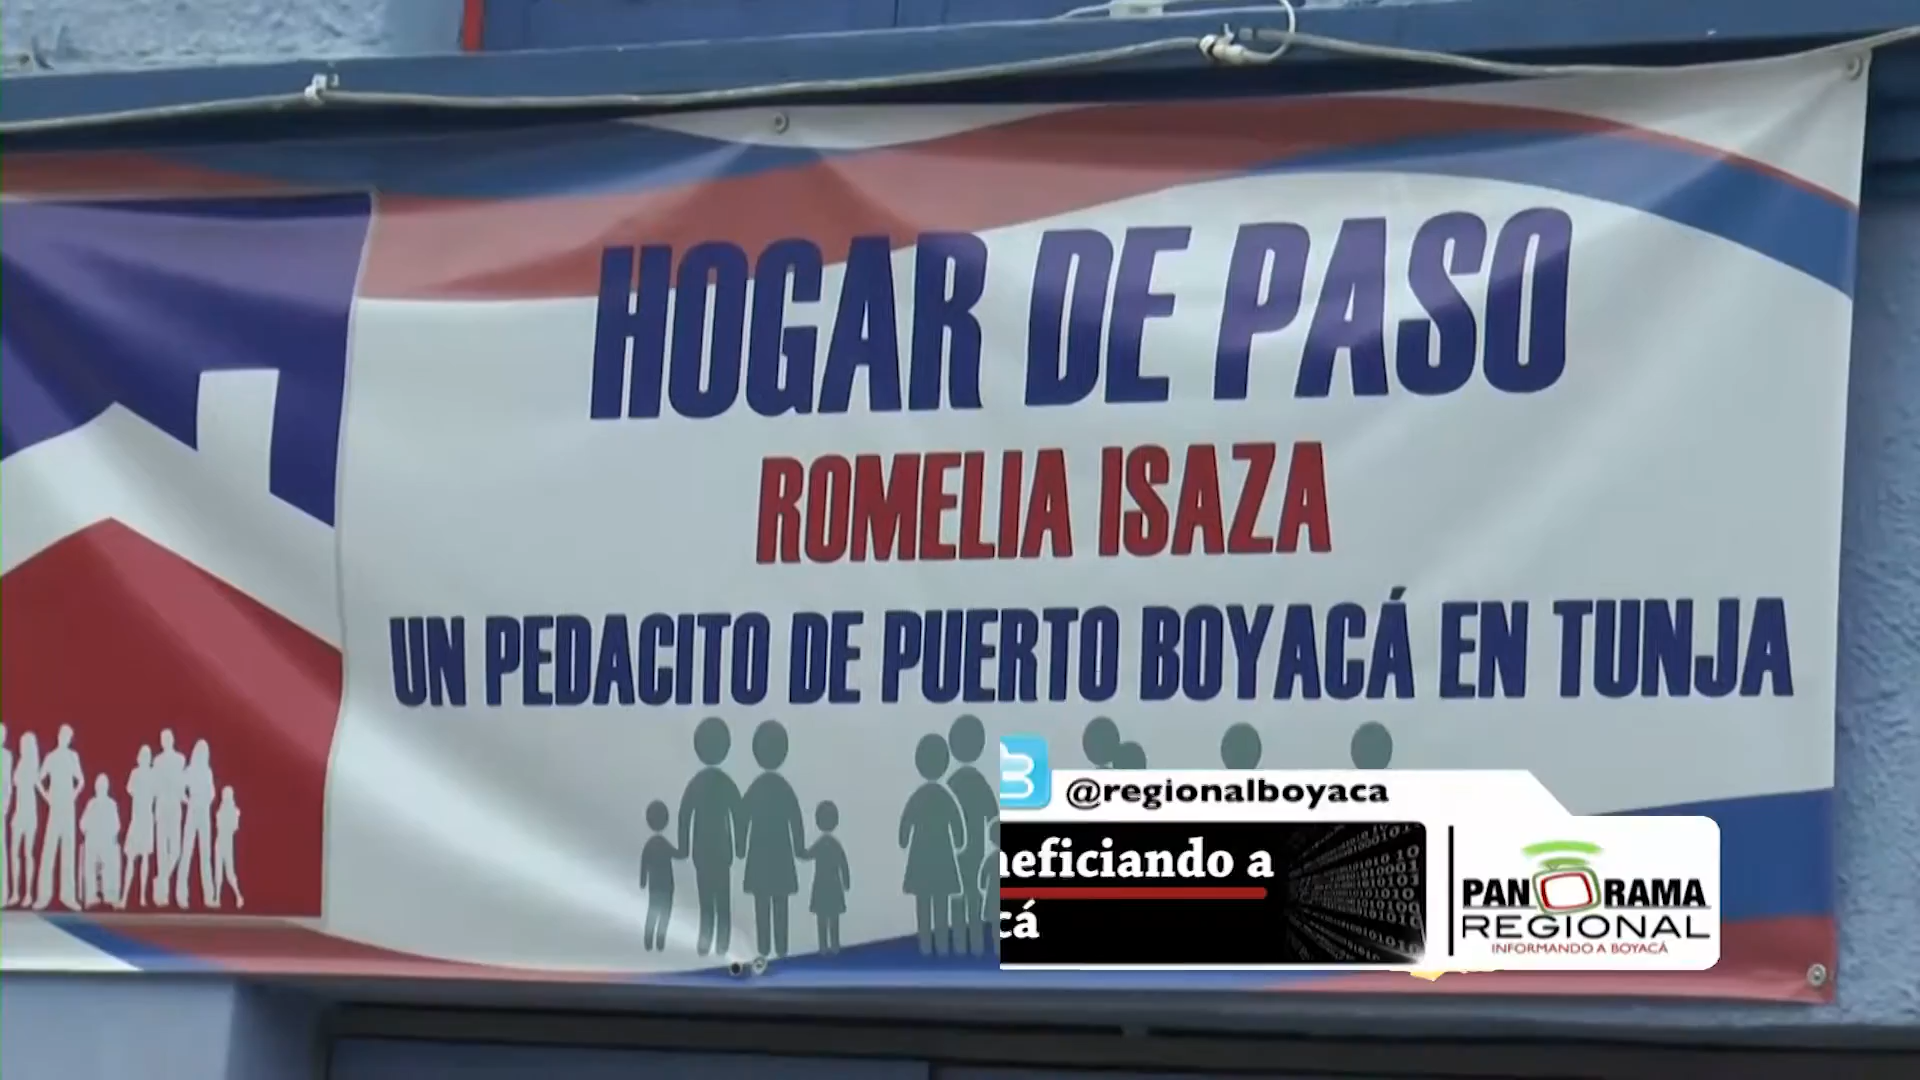 HOGAR DE PASO
ROMELIA ISAZA
UN PEDACITO DE PUERTO BOYACÁ EN TUNJA
@regionalboyaca
neficiando a
cá
PANORAMA
REGIONAL
INFORMANDO A BOYACÁ